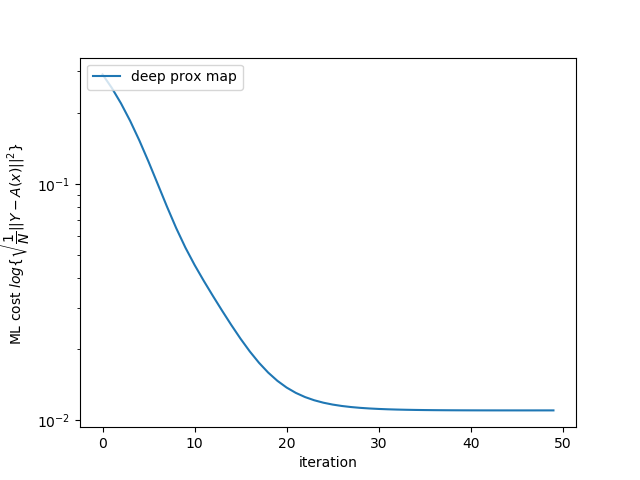 deep prox map
ML cost log{√(1/N)||Y − A(x)||²}
10⁻¹
10⁻²
0 10 20 30 40 50
iteration